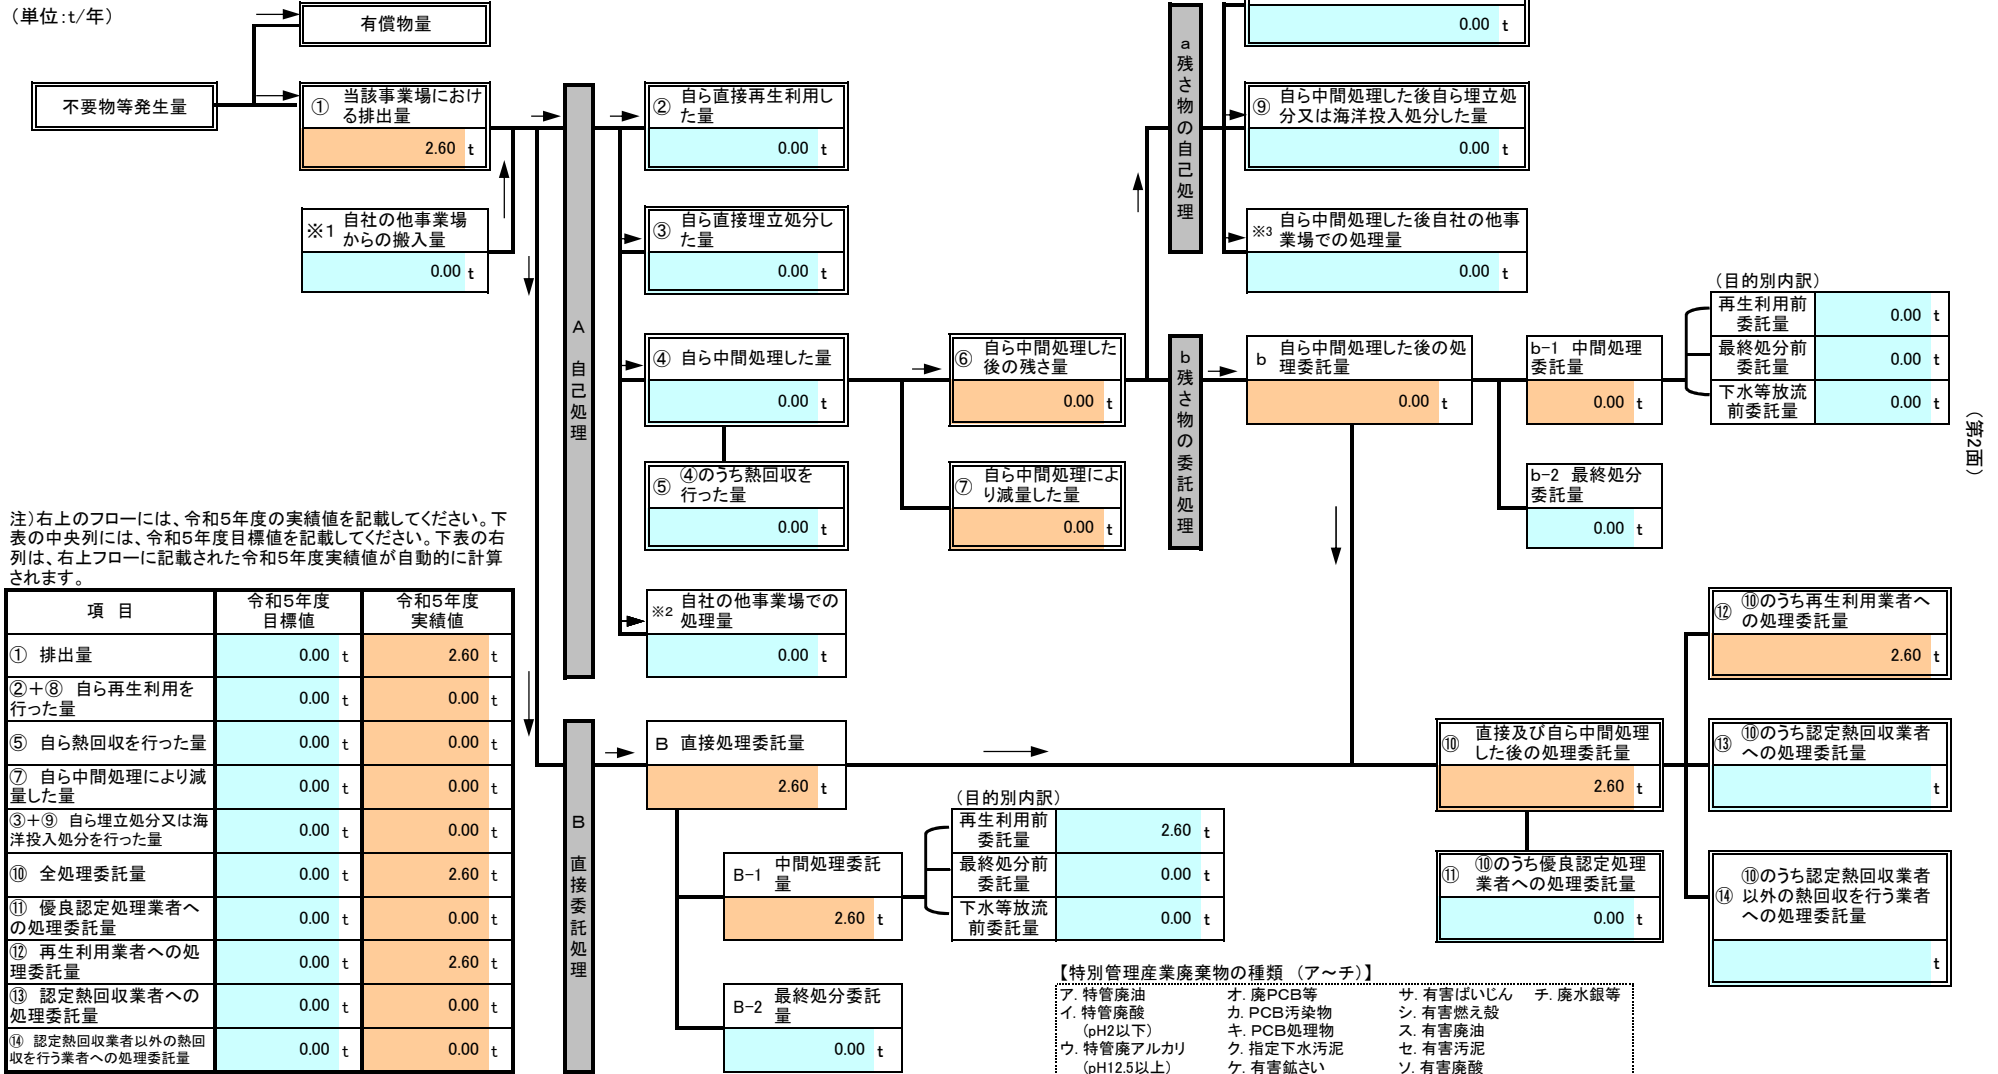 （単位:t/年）
有償物量
不要物等発生量
① 当該事業場におけ
る排出量
2.60 t
※1 自社の他事業場
からの搬入量
0.00 t
A 自己処理
② 自ら直接再生利用し
た量
0.00 t
③ 自ら直接埋立処分し
た量
0.00 t
④ 自ら中間処理した量
0.00 t
⑤ ④のうち熱回収を
行った量
0.00 t
※2 自社の他事業場での
処理量
0.00 t
⑥ 自ら中間処理した
後の残さ量
0.00 t
⑦ 自ら中間処理によ
り減量した量
0.00 t
a残さ物の自己処理
0.00 t
⑨ 自ら中間処理した後自ら埋立処
分又は海洋投入処分した量
0.00 t
※3 自ら中間処理した後自社の他事
業場での処理量
0.00 t
b残さ物の委託処理
b 自ら中間処理した後の処
理委託量
0.00 t
b-1 中間処理
委託量
0.00 t
b-2 最終処分
委託量
0.00 t
（目的別内訳）
再生利用前
委託量
0.00 t
最終処分前
委託量
0.00 t
下水等放流
前委託量
0.00 t
（第2面）
注）右上のフローには、令和5年度の実績値を記載してください。下
表の中央列には、令和5年度目標値を記載してください。下表の右
列は、右上フローに記載された令和5年度実績値が自動的に計算
されます。
項 目 令和5年度 令和5年度
目標値 実績値
① 排出量 0.00 t 2.60 t
②＋⑧ 自ら再生利用を
行った量 0.00 t 0.00 t
⑤ 自ら熱回収を行った量 0.00 t 0.00 t
⑦ 自ら中間処理により減
量した量 0.00 t 0.00 t
③＋⑨ 自ら埋立処分又は海
洋投入処分を行った量 0.00 t 0.00 t
⑩ 全処理委託量 0.00 t 2.60 t
⑪ 優良認定処理業者へ
の処理委託量 0.00 t 0.00 t
⑫ 再生利用業者への処
理委託量 0.00 t 2.60 t
⑬ 認定熱回収業者への
処理委託量 0.00 t 0.00 t
⑭ 認定熱回収業者以外の熱回
収を行う業者への処理委託量 0.00 t 0.00 t
B 直接委託処理
B 直接処理委託量
2.60 t
B-1 中間処理委託
量
2.60 t
B-2 最終処分委託
量
0.00 t
（目的別内訳）
再生利用前
委託量
2.60 t
最終処分前
委託量
0.00 t
下水等放流
前委託量
0.00 t
⑩ 直接及び自ら中間処理
した後の処理委託量
2.60 t
⑪ ⑩のうち優良認定処理
業者への処理委託量
0.00 t
⑫ ⑩のうち再生利用業者へ
の処理委託量
2.60 t
⑬ ⑩のうち認定熱回収業者
への処理委託量
t
⑭ ⑩のうち認定熱回収業者
以外の熱回収を行う業者
への処理委託量
t
【特別管理産業廃棄物の種類 （ア～チ）】
ア. 特管廃油 オ. 廃PCB等 サ. 有害ばいじん チ. 廃水銀等
イ. 特管廃酸 カ. PCB汚染物 シ. 有害燃え殻
（pH2以下） キ. PCB処理物 ス. 有害廃油
ウ. 特管廃アルカリ ク. 指定下水汚泥 セ. 有害汚泥
（pH12.5以上） ケ. 有害鉱さい ソ. 有害廃酸